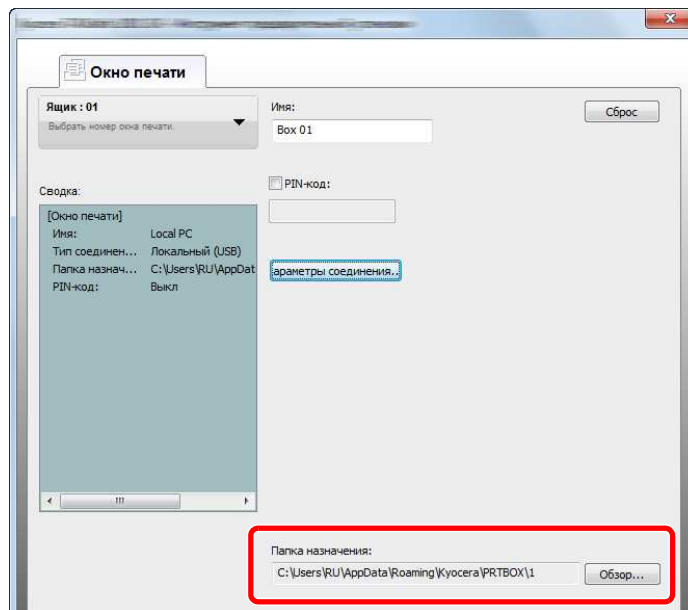 Окно печати
Ящик : 01
Выбрать номер окна печати.
Имя:
Box 01
Сброс
PIN-код:
Сводка:
[Окно печати]
Имя: Local PC
Тип соединен... Локальный (USB)
Папка назнач... C:\Users\RU\AppDat
PIN-код: Выкл
араметры соединения..
Папка назначения:
C:\Users\RU\AppData\Roaming\Kyocera\PRTBOX\1
Обзор...